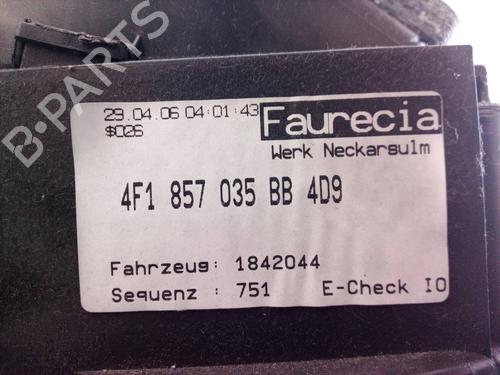 29.04.06 04:01:43
$026
Faurecia
Werk Neckarsulm
4F1 857 035 BB 4D9
Fahrzeug: 1842044
Sequenz : 751 E-Check IO
B-PARTS